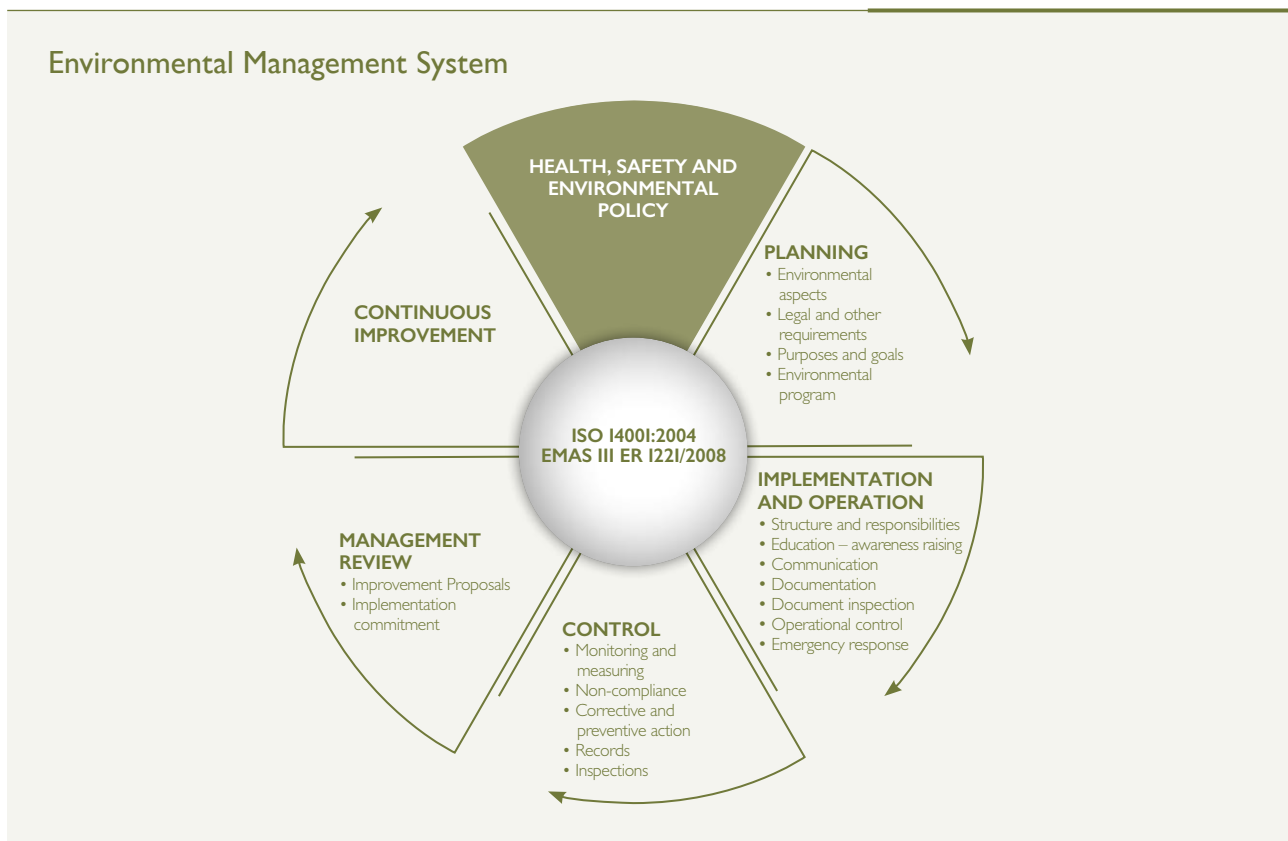 Environmental Management System
HEALTH, SAFETY AND
ENVIRONMENTAL
POLICY
PLANNING
• Environmental
aspects
• Legal and other
requirements
• Purposes and goals
• Environmental
program
IMPLEMENTATION
AND OPERATION
• Structure and responsibilities
• Education – awareness raising
• Communication
• Documentation
• Document inspection
• Operational control
• Emergency response
CONTROL
• Monitoring and
measuring
• Non-compliance
• Corrective and
preventive action
• Records
• Inspections
MANAGEMENT
REVIEW
• Improvement Proposals
• Implementation
commitment
CONTINUOUS
IMPROVEMENT
ISO 14001:2004
EMAS III ER 1221/2008